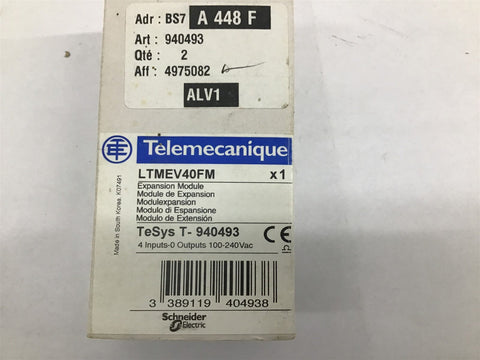 Adr : BS7 A 448 F
Art : 940493
Qté : 2
Aff : 4975082
ALV1
Telemecanique
LTMEV40FM x1
Expansion Module
Module de Expansion
Modulexpansion
Modulo di Espansione
Modulo de Extensión
TeSys T- 940493
4 Inputs-0 Outputs 100-240Vac
CE
Made in South Korea. K07491
3 389119 404938
Schneider
Electric